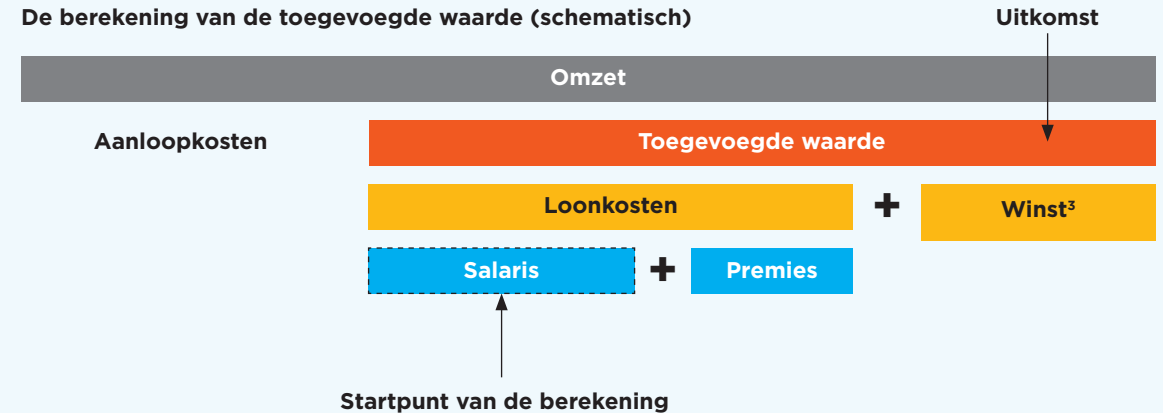 De berekening van de toegevoegde waarde (schematisch)
Uitkomst
Omzet
Aanloopkosten
Toegevoegde waarde
Loonkosten
+
Winst³
Salaris
+
Premies
Startpunt van de berekening